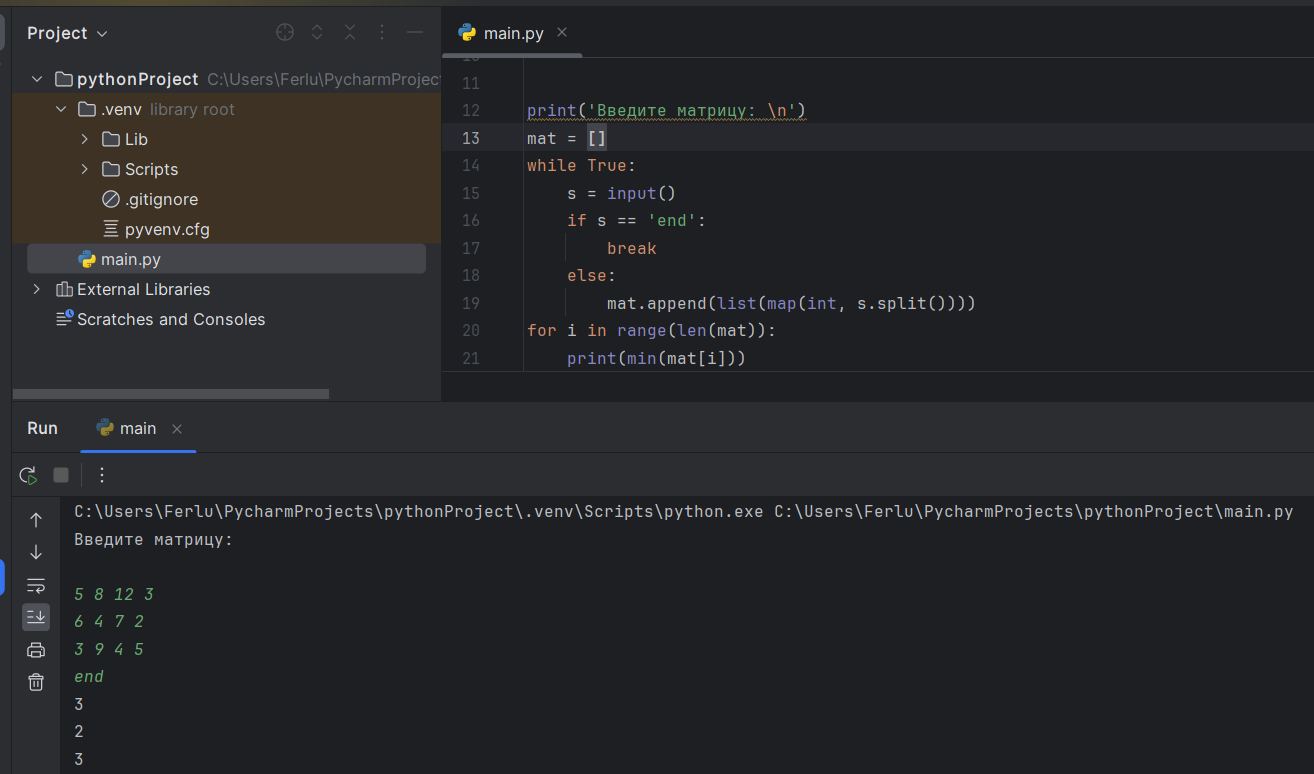 Project
pythonProject C:\Users\Ferlu\PycharmProject
.venv library root
Lib
Scripts
.gitignore
pyvenv.cfg
main.py
External Libraries
Scratches and Consoles
main.py
11
12 print('Введите матрицу: \n')
13 mat = []
14 while True:
15 s = input()
16 if s == 'end':
17 break
18 else:
19 mat.append(list(map(int, s.split())))
20 for i in range(len(mat)):
21 print(min(mat[i]))
Run main
C:\Users\Ferlu\PycharmProjects\pythonProject\.venv\Scripts\python.exe C:\Users\Ferlu\PycharmProjects\pythonProject\main.py
Введите матрицу:
5 8 12 3
6 4 7 2
3 9 4 5
end
3
2
3